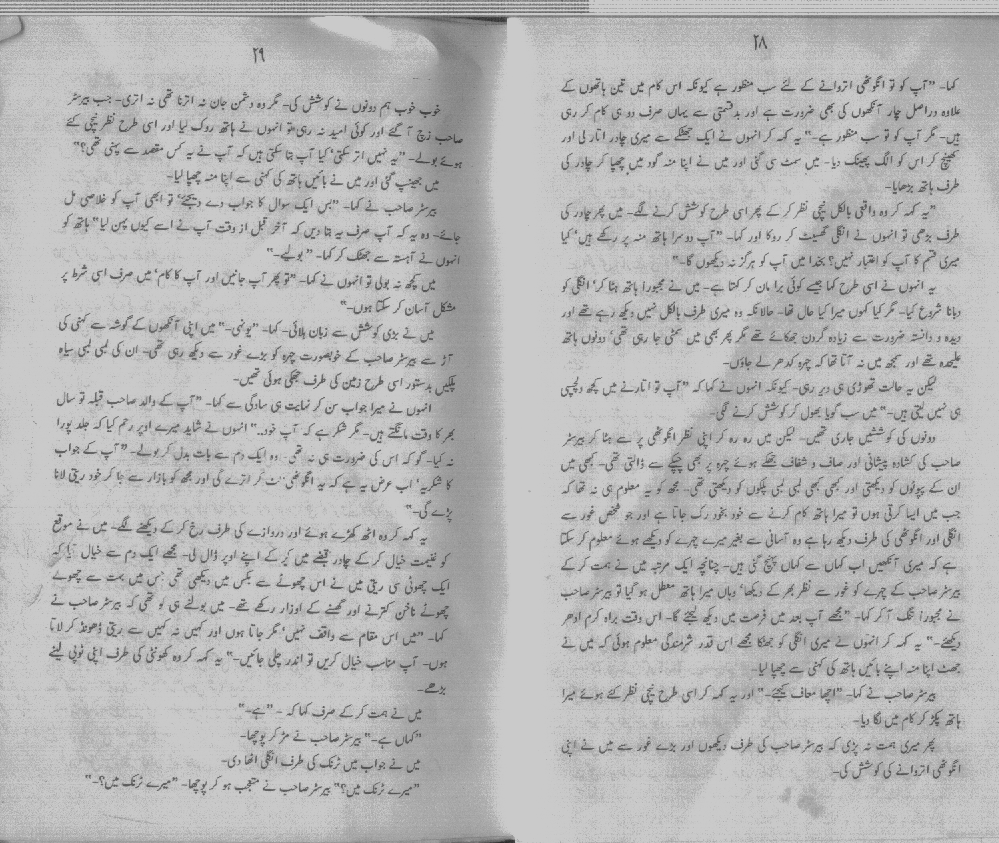 ۲۸
کہا۔ "آپ کو تو انگوٹھی اتروانے کے لئے سب منظور ہے کیونکہ اس کام میں تین ہاتھوں کے
علاوہ دراصل چار آنکھوں کی بھی ضرورت ہے اور بدقسمتی سے یہاں صرف دو ہی کام کر رہی
ہیں۔ مگر آپ کو تو سب منظور ہے۔" یہ کہہ کر انہوں نے ایک جھٹکے سے میری چادر اتار لی اور
کھینچ کر اس کو الگ پھینک دیا۔ میں سمٹ سی گئی اور میں نے اپنا منہ گود میں چھپا کر چادر کی
طرف ہاتھ بڑھایا۔
"یہ کہہ کر وہ واقعی بالکل نیچی نظر کر کے پھر اسی طرح کوشش کرنے لگے۔ میں پھر چادر کی
طرف بڑھی تو انہوں نے انگلی گھسیٹ کر روکا اور کہا۔ "آپ دوسرا ہاتھ منہ پر رکھے ہیں' کیا
میری قسم کا آپ کو اعتبار نہیں؟ بخدا میں آپ کو ہرگز نہ دیکھوں گا۔"
یہ انہوں نے اسی طرح کہا جیسے کوئی برا مان کر کہتا ہے۔ میں نے مجبوراً ہاتھ ہٹا کر' انگلی کو
دبانا شروع کیا۔ مگر کیا کہوں میرا کیا حال تھا۔ حالانکہ وہ میری طرف بالکل نہیں دیکھ رہے تھے اور
دیدہ و دانستہ ضرورت سے زیادہ گردن جھکائے تھے مگر پھر بھی میں کٹی جا رہی تھی' دونوں ہاتھ
علیحدہ تھے اور سمجھ میں نہ آتا تھا کہ چہرہ کدھر لے جاؤں۔
لیکن یہ حالت تھوڑی ہی دیر رہی۔ کیونکہ انہوں نے کہا کہ "آپ تو اتارنے میں کچھ دلچسپی
ہی نہیں لیتی ہیں۔" میں سب گویا بھول کر کوشش کرنے لگی۔
دونوں کی کوششیں جاری تھیں۔ لیکن میں رہ رہ کر اپنی نظر انگوٹھی پر سے ہٹا کر بیرسٹر
صاحب کی کشادہ پیشانی اور صاف و شفاف جھکے ہوئے چہرہ پر بھی چپکے سے ڈالتی تھی۔ کبھی میں
ان کے پپوٹوں کو دیکھتی اور کبھی کبھی لمبی لمبی پلکوں کو دیکھتی تھی۔ مجھ کو یہ معلوم ہی نہ تھا کہ
جب میں ایسا کرتی ہوں تو میرا ہاتھ کام کرنے سے خود بخود رک جاتا ہے اور جو شخص غور سے
انگلی اور انگوٹھی کی طرف دیکھ رہا ہے وہ آسانی سے بغیر میرے چہرے کو دیکھے ہوئے معلوم کر سکتا
ہے کہ میری آنکھیں اب کہاں سے کہاں پہنچ گئی ہیں۔ چنانچہ ایک مرتبہ میں نے ہمت کر کے
بیرسٹر صاحب کے چہرے کو غور سے نظر بھر کے دیکھا' وہاں میرا ہاتھ معطل ہو گیا تو بیرسٹر صاحب
نے مجبوراً تنگ آ کر کہا۔ "مجھے آپ بعد میں فرصت میں دیکھ لیجئے گا۔ اس وقت براہ کرم ادھر
دیکھئے۔" یہ کہہ کر انہوں نے میری انگلی کو جھٹکا مجھے اس قدر شرمندگی معلوم ہوئی کہ میں نے
جھٹ اپنا منہ اپنے بائیں ہاتھ کی کہنی سے چھپا لیا۔
بیرسٹر صاحب نے کہا۔ "اچھا معاف کیجئے۔" اور یہ کہہ کر اسی طرح نیچی نظر کئے ہوئے میرا
ہاتھ پکڑ کر کام میں لگا دیا۔
پھر میری ہمت نہ پڑی کہ بیرسٹر صاحب کی طرف دیکھوں اور بڑے غور سے میں نے اپنی
انگوٹھی اتروانے کی کوشش کی۔
۲۹
خوب خوب ہم دونوں نے کوشش کی۔ مگر وہ دشمن جان نہ اترنا تھی نہ اتری۔ جب بیرسٹر
صاحب زچ آ گئے اور کوئی امید نہ رہی تو انہوں نے ہاتھ روک لیا اور اسی طرح نظر نیچی کئے
ہوئے بولے۔ "یہ نہیں اتر سکتی' کیا آپ بتا سکتی ہیں کہ آپ نے یہ کس مقصد سے پہنی تھی؟"
میں جھینپ گئی اور میں نے بائیں ہاتھ کی کہنی سے اپنا منہ چھپا لیا۔
بیرسٹر صاحب نے کہا۔ "بس ایک سوال کا جواب دے دیجئے' تو ابھی آپ کو خلاصی مل
جائے۔ وہ یہ کہ آپ صرف یہ بتا دیں کہ آخر قبل از وقت آپ نے اسے کیوں پہن لیا" ہاتھ کو
انہوں نے آہستہ سے جھٹک کر کہا۔ "بولیے۔"
میں کچھ نہ بولی تو انہوں نے کہا۔ "تو پھر آپ جانیں اور آپ کا کام' میں صرف اسی شرط پر
مشکل آسان کر سکتا ہوں۔"
میں نے بڑی کوشش سے زبان ہلائی۔ کہا۔ "یونہی۔" میں اپنی آنکھوں کے گوشہ سے کہنی کی
آڑ سے بیرسٹر صاحب کے خوبصورت چہرہ کو بڑے غور سے دیکھ رہی تھی۔ ان کی لمبی لمبی سیاہ
پلکیں بدستور اسی طرح زمین کی طرف جھکی ہوئی تھیں۔
انہوں نے میرا جواب سن کر نہایت ہی سادگی سے کہا۔ "آپ کے والد صاحب قبلہ تو سال
بھر کا وقت مانگتے ہیں۔ مگر شکر ہے کہ آپ خود۔۔" انہوں نے شاید میرے اوپر رحم کیا کہ جملہ پورا
نہ کیا۔ گو کہ اس کی ضرورت ہی نہ تھی۔ وہ ایک دم سے بات بدل کر بولے۔ "آپ کے جواب
کا شکریہ' اب عرض یہ ہے کہ یہ انگوٹھی کٹ کر اترے گی اور مجھ کو بازار سے جا کر خود ریتی لانا
پڑے گی۔"
یہ کہہ کر وہ اٹھ کھڑے ہوئے اور دروازے کی طرف رخ کر کے دیکھنے لگے۔ میں نے موقع
کو غنیمت خیال کر کے چادر قبضے میں کر کے اپنے اوپر ڈال لی۔ مجھے ایک دم سے خیال آیا کہ
ایک چھوٹی سی ریتی میں نے اس چھوٹے سے بکس میں دیکھی تھی جس میں بہت سے چھوٹے
چھوٹے ناخن کترنے اور گھسنے کے اوزار رکھے تھے۔ میں بولنے ہی کو تھی کہ بیرسٹر صاحب نے
کہا۔ "میں اس مقام سے واقف نہیں' مگر جاتا ہوں اور کہیں نہ کہیں سے ریتی ڈھونڈ کر لاتا
ہوں۔ آپ مناسب خیال کریں تو اندر چلی جائیں۔" یہ کہہ کر وہ کھونٹی کی طرف اپنی ٹوپی لینے
بڑھے۔
میں نے ہمت کر کے صرف کہا کہ۔ "ہے۔"
"کہاں ہے۔" بیرسٹر صاحب نے مڑ کر پوچھا۔
میں نے جواب میں ٹرنک کی طرف انگلی اٹھا دی۔
"میرے ٹرنک میں؟" بیرسٹر صاحب نے متعجب ہو کر پوچھا۔ "میرے ٹرنک میں؟۔"